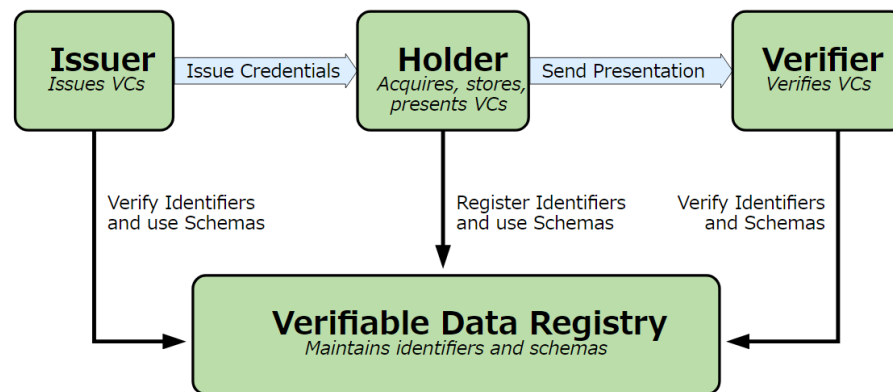 Issuer
Issues VCs
Issue Credentials
Holder
Acquires, stores,
presents VCs
Send Presentation
Verifier
Verifies VCs
Verify Identifiers
and use Schemas
Register Identifiers
and use Schemas
Verify Identifiers
and Schemas
Verifiable Data Registry
Maintains identifiers and schemas